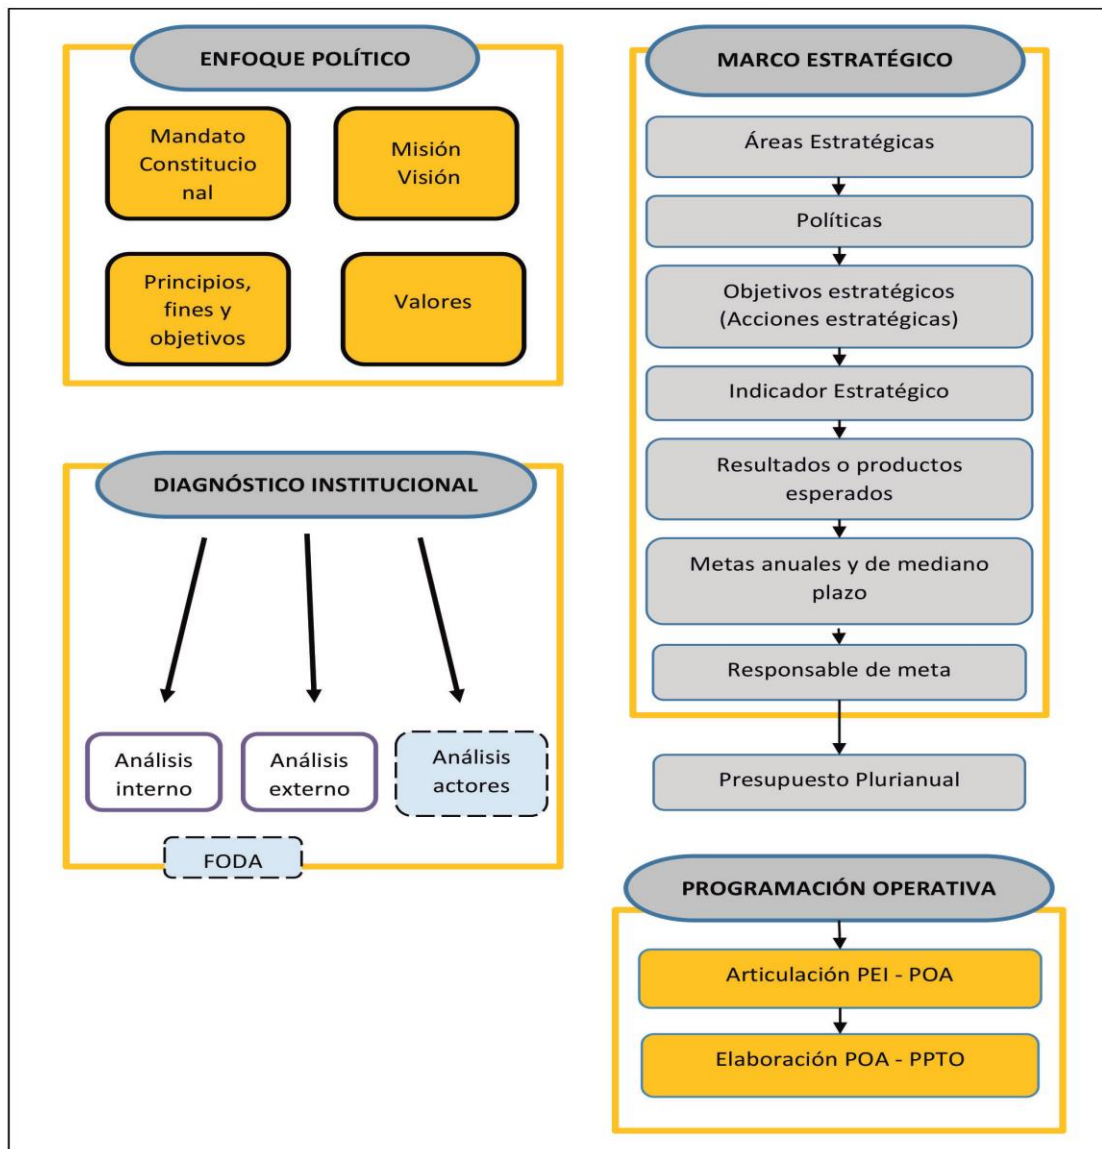 ENFOQUE POLÍTICO
Mandato
Constitucio
nal
Misión
Visión
Principios,
fines y
objetivos
Valores
DIAGNÓSTICO INSTITUCIONAL
Análisis
interno
Análisis
externo
Análisis
actores
FODA
MARCO ESTRATÉGICO
Áreas Estratégicas
Políticas
Objetivos estratégicos
(Acciones estratégicas)
Indicador Estratégico
Resultados o productos
esperados
Metas anuales y de mediano
plazo
Responsable de meta
Presupuesto Plurianual
PROGRAMACIÓN OPERATIVA
Articulación PEI - POA
Elaboración POA - PPTO